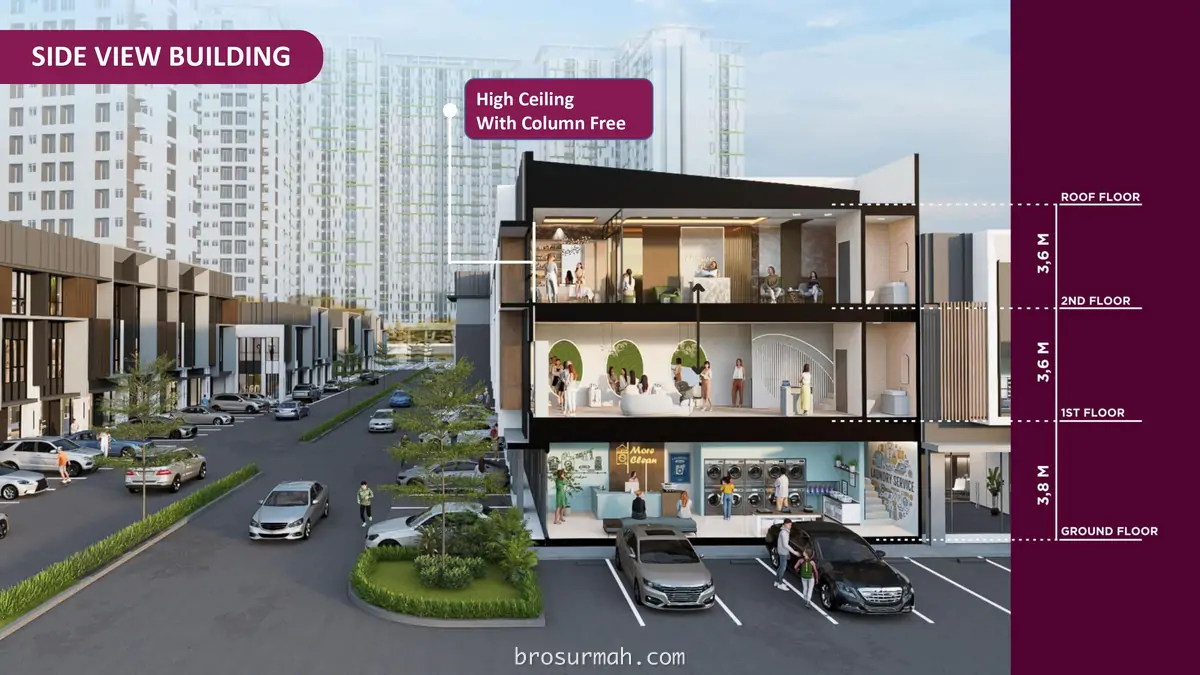 SIDE VIEW BUILDING
High Ceiling
With Column Free
ROOF FLOOR
3,6 M
2ND FLOOR
3,6 M
1ST FLOOR
3,8 M
GROUND FLOOR
More
Clean
LAUNDRY SERVICE
brosurmah.com